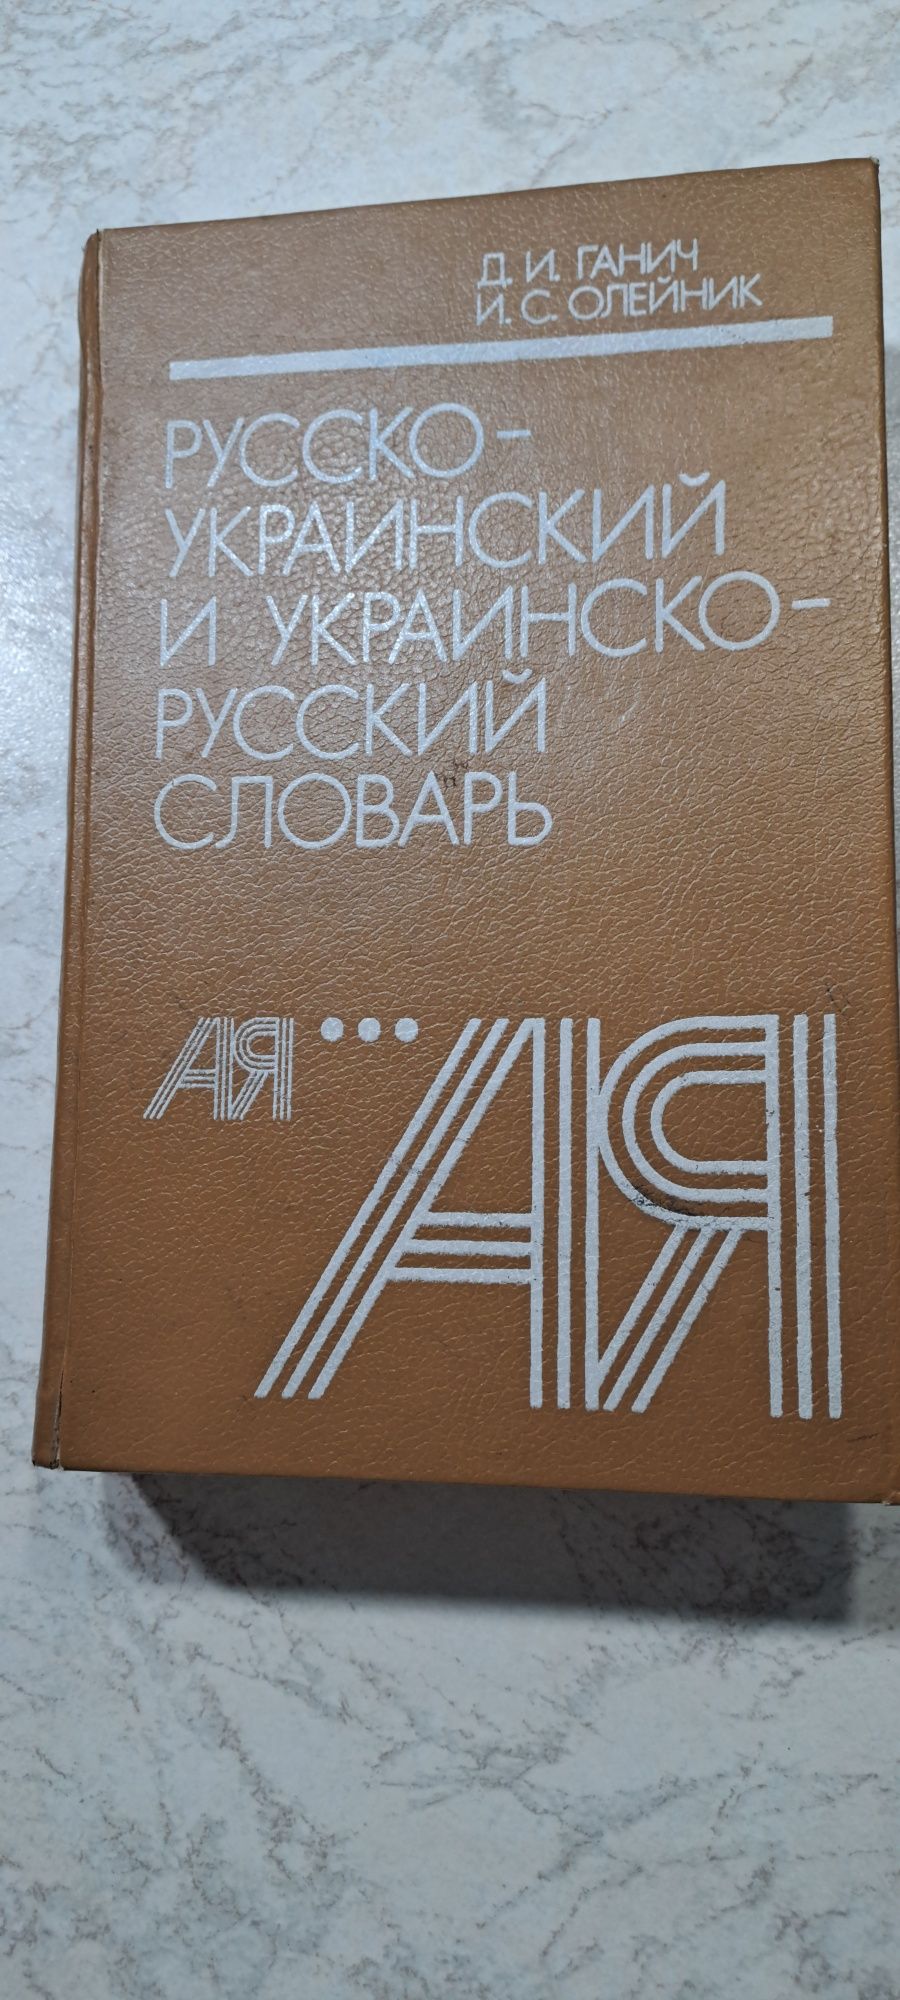 Д. И. ГАНИЧ
И. С. ОЛЕЙНИК
РУССКО-
УКРАИНСКИЙ
И УКРАИНСКО-
РУССКИЙ
СЛОВАРЬ
АЯ...АЯ